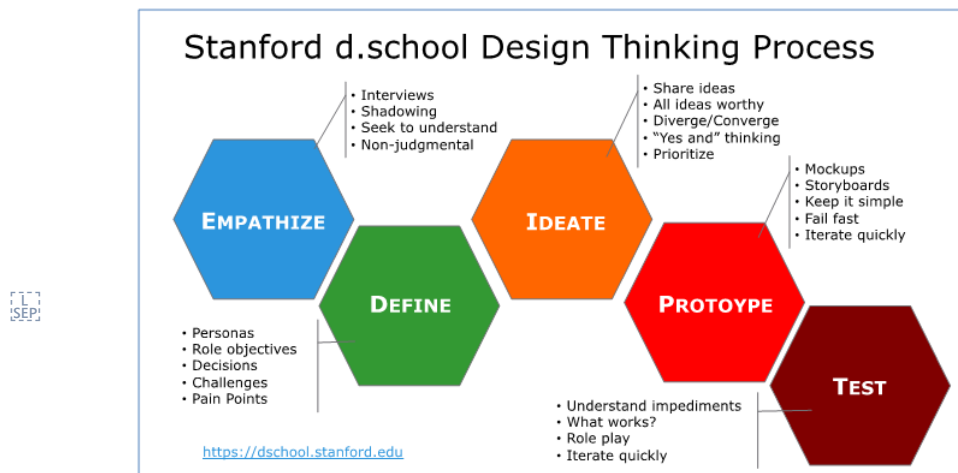 Stanford d.school Design Thinking Process
• Interviews
• Shadowing
• Seek to understand
• Non-judgmental
• Share ideas
• All ideas worthy
• Diverge/Converge
• “Yes and” thinking
• Prioritize
• Mockups
• Storyboards
• Keep it simple
• Fail fast
• Iterate quickly
EMPATHIZE
IDEATE
DEFINE
PROTOYPE
L
SEP
• Personas
• Role objectives
• Decisions
• Challenges
• Pain Points
TEST
• Understand impediments
• What works?
• Role play
• Iterate quickly
https://dschool.stanford.edu